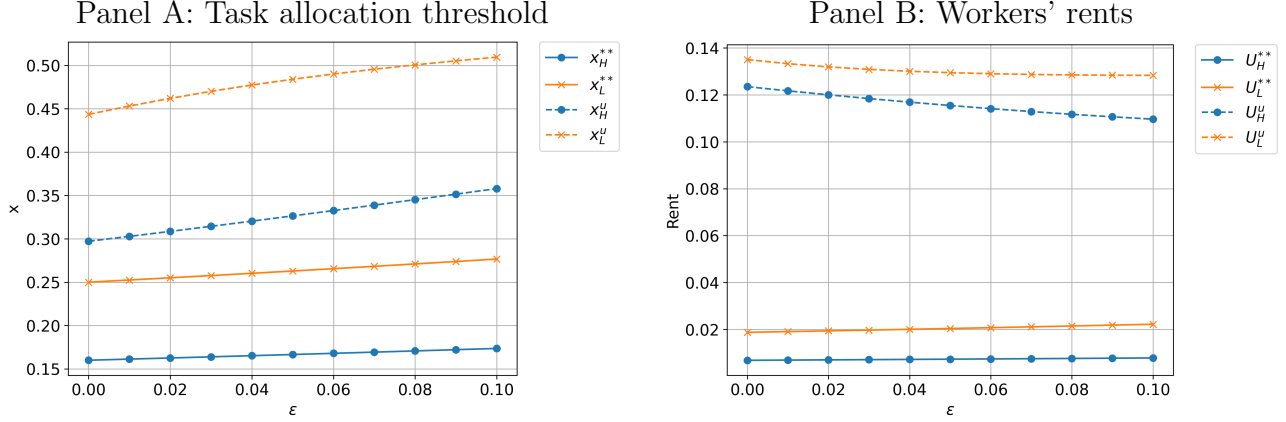 Panel A: Task allocation threshold
x
0.50
0.45
0.40
0.35
0.30
0.25
0.20
0.15
0.00 0.02 0.04 0.06 0.08 0.10
ε
x_H^{**}
x_L^{**}
x_H^u
x_L^u
Panel B: Workers' rents
Rent
0.14
0.12
0.10
0.08
0.06
0.04
0.02
0.00 0.02 0.04 0.06 0.08 0.10
ε
U_H^{**}
U_L^{**}
U_H^u
U_L^u